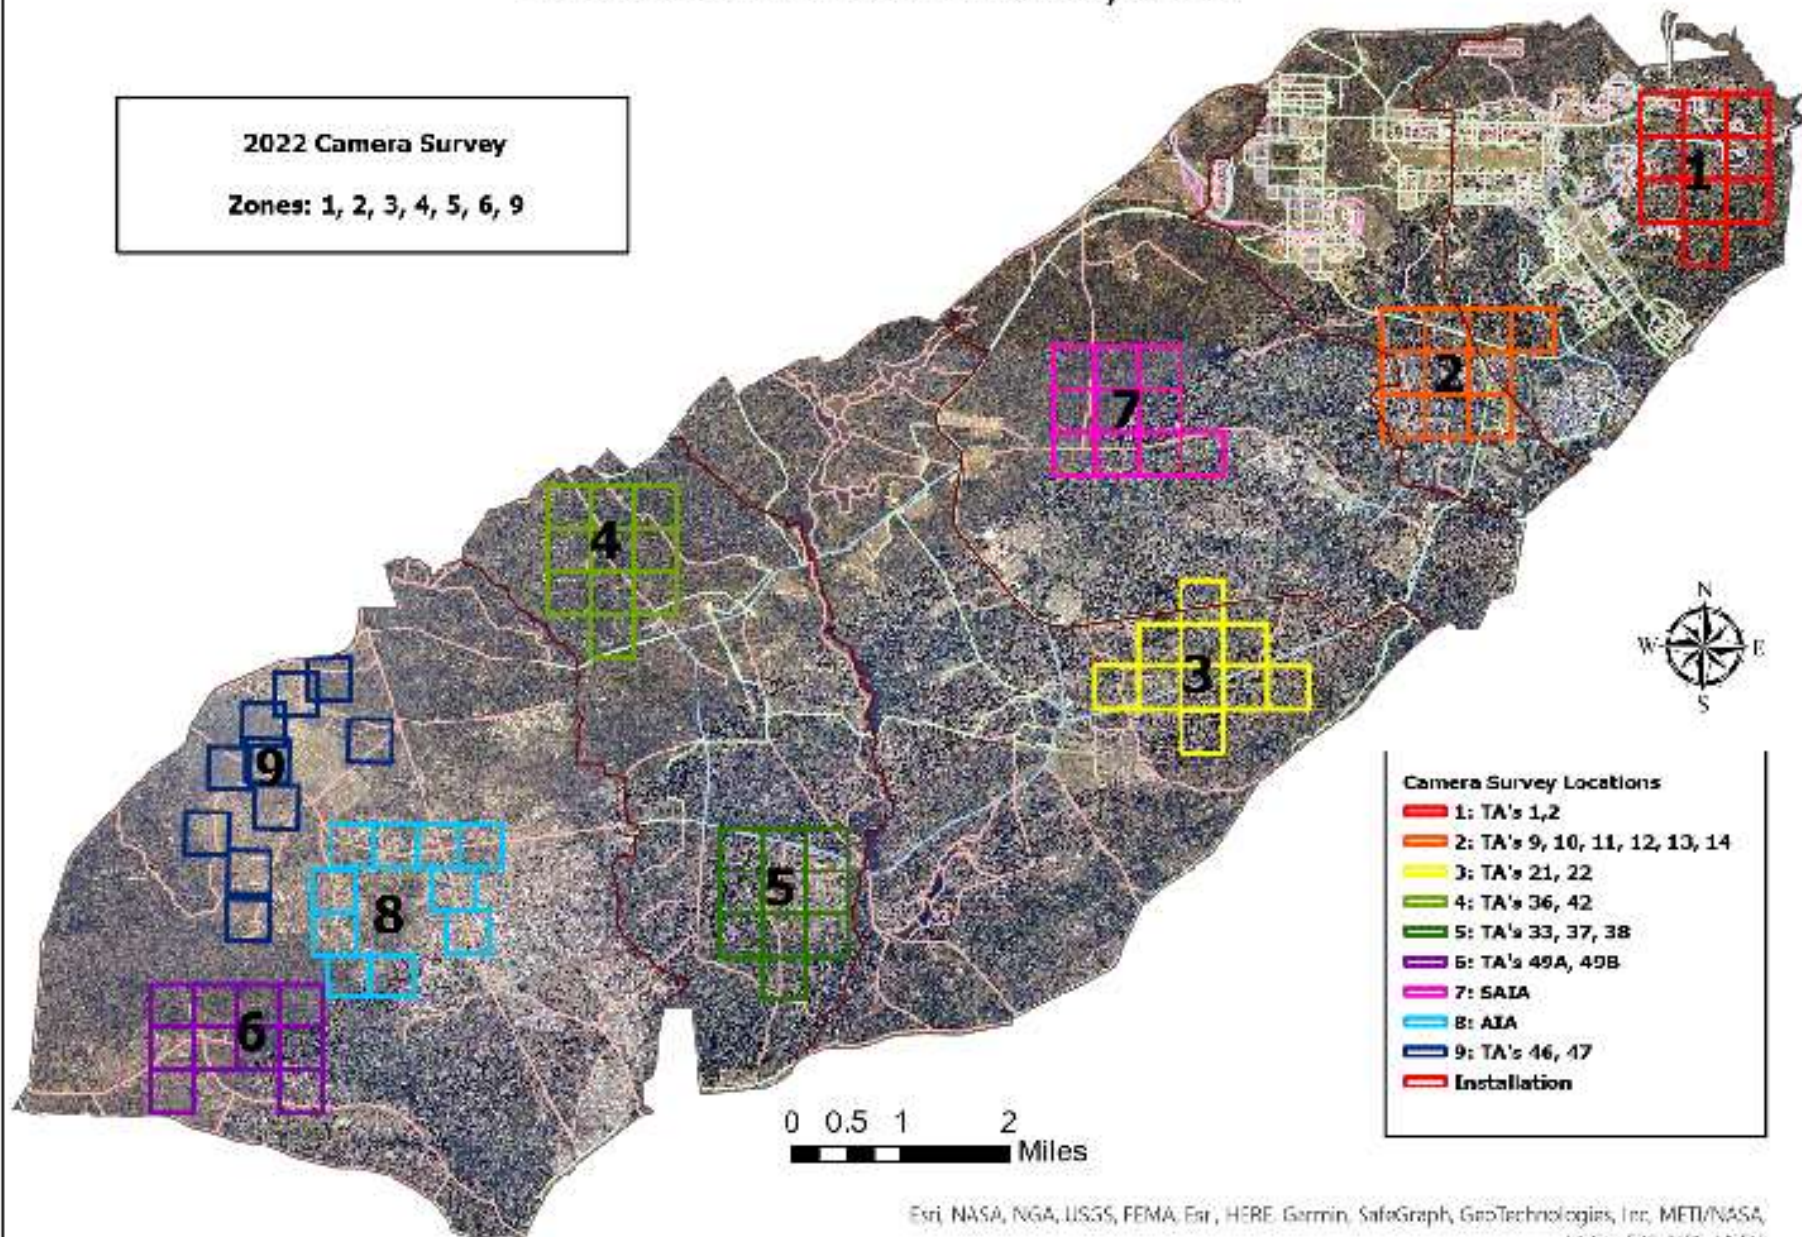 2022 Camera Survey
Zones: 1, 2, 3, 4, 5, 6, 9
1
2
7
4
3
9
5
8
6
N
W
E
S
0 0.5 1 2
Miles
Camera Survey Locations
1: TA's 1,2
2: TA's 9, 10, 11, 12, 13, 14
3: TA's 21, 22
4: TA's 36, 42
5: TA's 33, 37, 38
6: TA's 49A, 49B
7: SAIA
8: AIA
9: TA's 46, 47
Installation
Esri, NASA, NGA, USGS, FEMA, Esri, HERE, Garmin, SafeGraph, GeoTechnologies, Inc, METI/NASA,